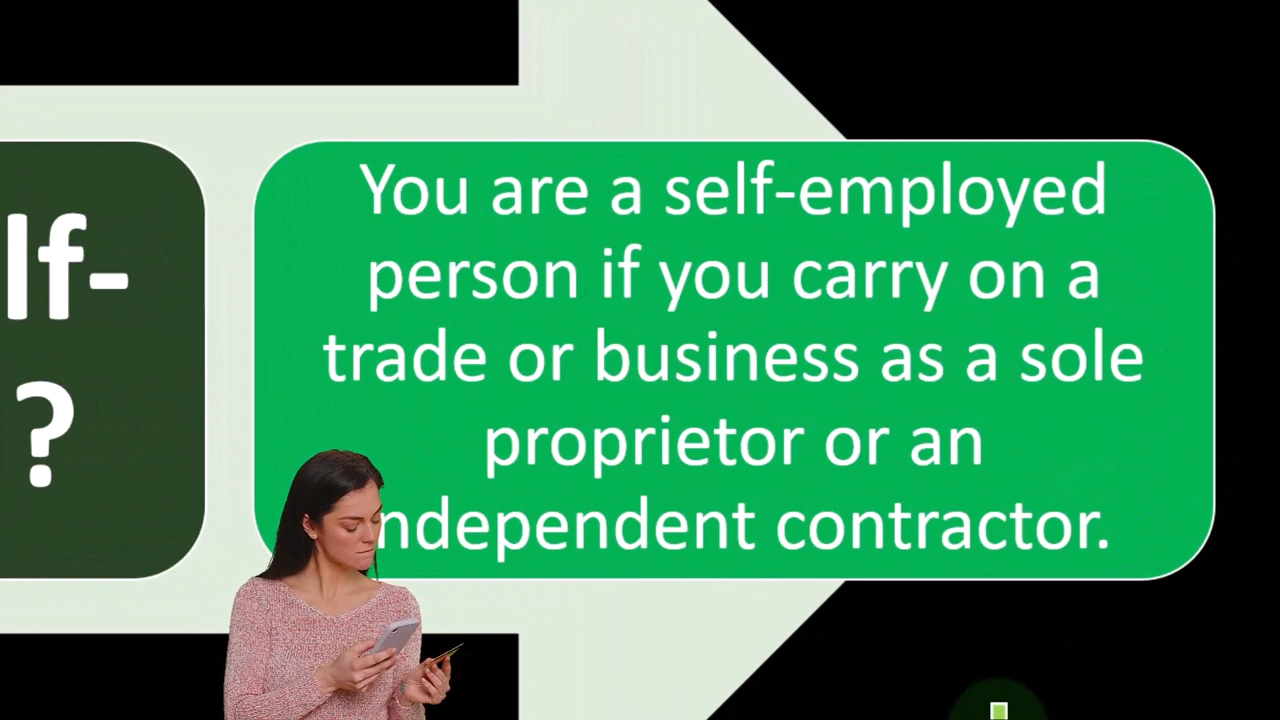 lf-
?
You are a self-employed
person if you carry on a
trade or business as a sole
proprietor or an
ndependent contractor.